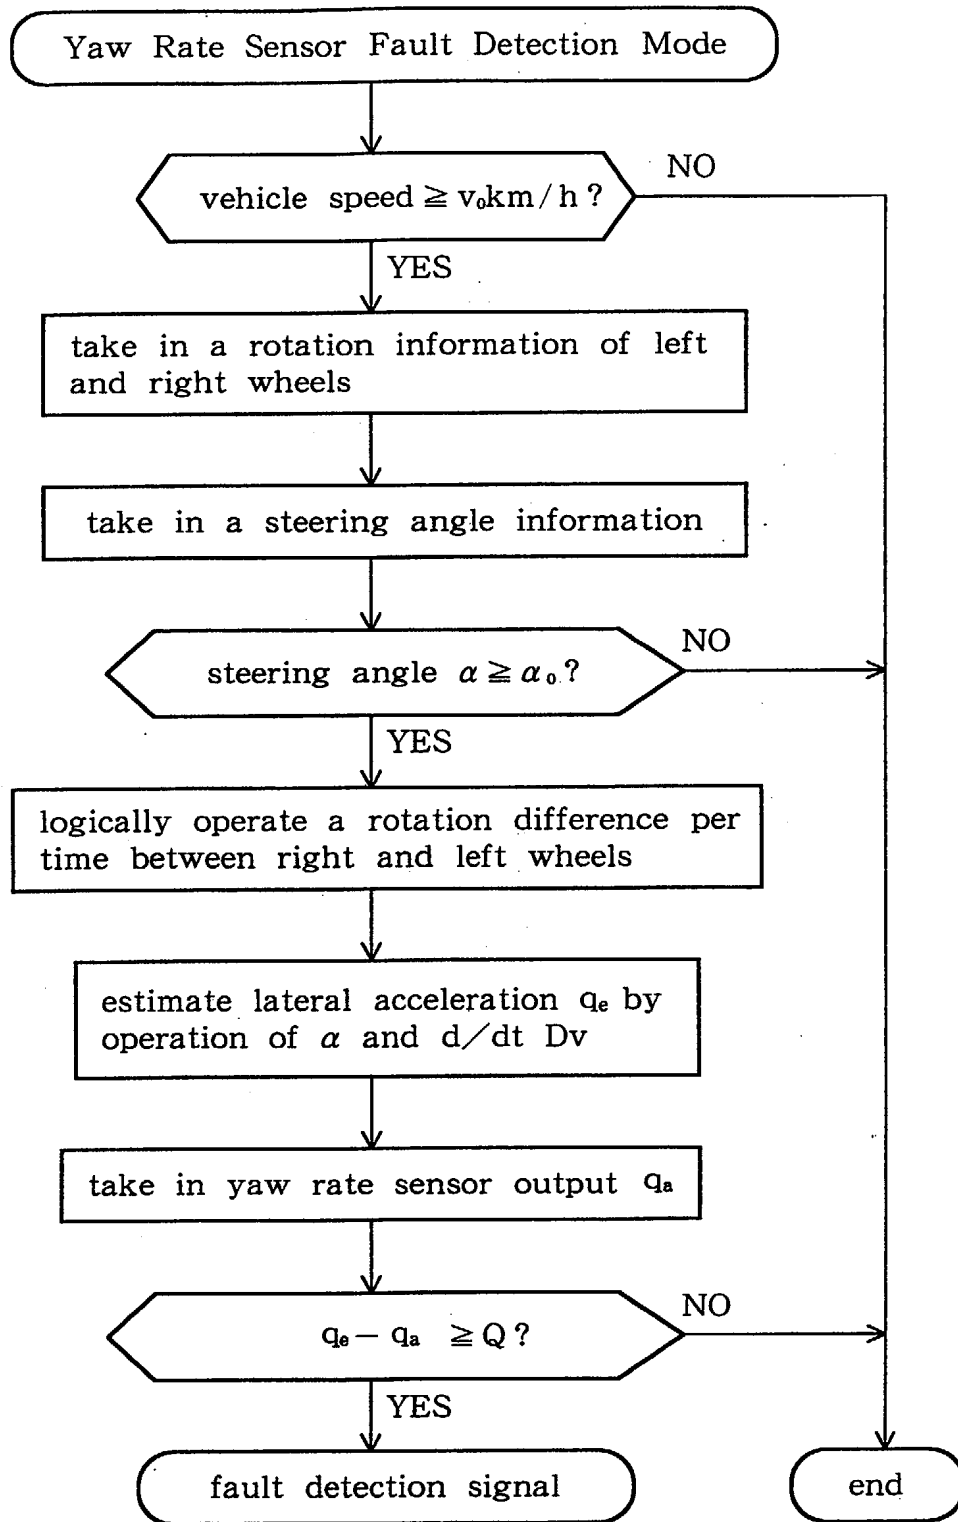 Yaw Rate Sensor Fault Detection Mode
vehicle speed ≧ v₀km/h?
NO
YES
take in a rotation information of left
and right wheels
take in a steering angle information
steering angle α ≧ α₀?
NO
YES
logically operate a rotation difference per
time between right and left wheels
estimate lateral acceleration qₑ by
operation of α and d/dt Dv
take in yaw rate sensor output qₐ
qₑ − qₐ ≧ Q?
NO
YES
fault detection signal
end